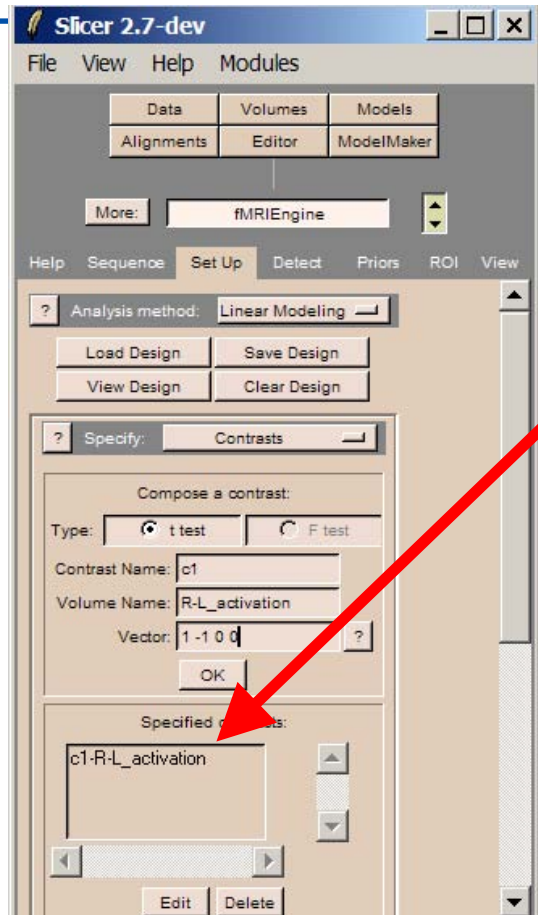 Slicer 2.7-dev
File View Help Modules
Data Volumes Models
Alignments Editor ModelMaker
More: fMRIEngine
Help Sequence Set Up Detect Priors ROI View
? Analysis method: Linear Modeling
Load Design Save Design
View Design Clear Design
? Specify: Contrasts
Compose a contrast:
Type: t test F test
Contrast Name: c1
Volume Name: R-L_activation
Vector: 1 -1 0 0 ?
OK
Specified
c1-R-L_activation
Edit Delete